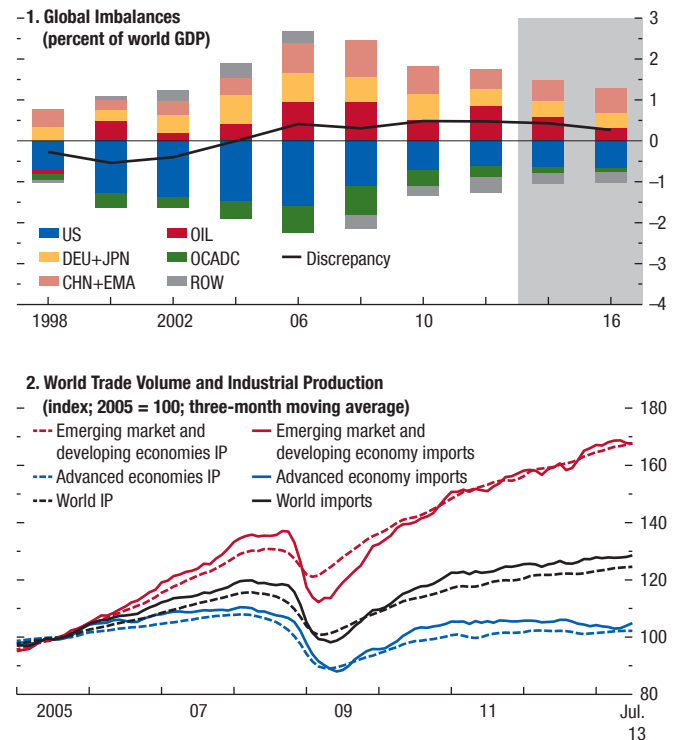 1. Global Imbalances
(percent of world GDP)
3
2
1
0
–1
–2
–3
–4
US
OIL
DEU+JPN
OCADC
Discrepancy
CHN+EMA
ROW
1998
2002
06
10
16
2. World Trade Volume and Industrial Production
(index; 2005 = 100; three-month moving average)
Emerging market and
developing economies IP
Emerging market and
developing economy imports
Advanced economies IP
Advanced economy imports
World IP
World imports
180
160
140
120
100
80
2005
07
09
11
Jul.
13